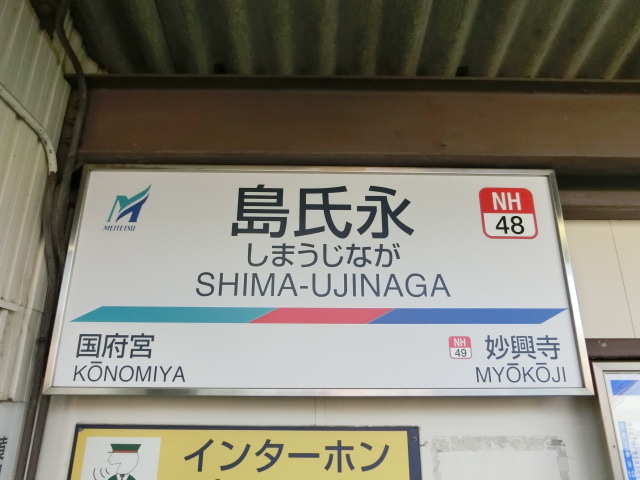 MEITETSU
島氏永
しまうじなが
SHIMA-UJINAGA
NH
48
国府宮
KŌNOMIYA
NH
49
妙興寺
MYŌKŌJI
インターホン